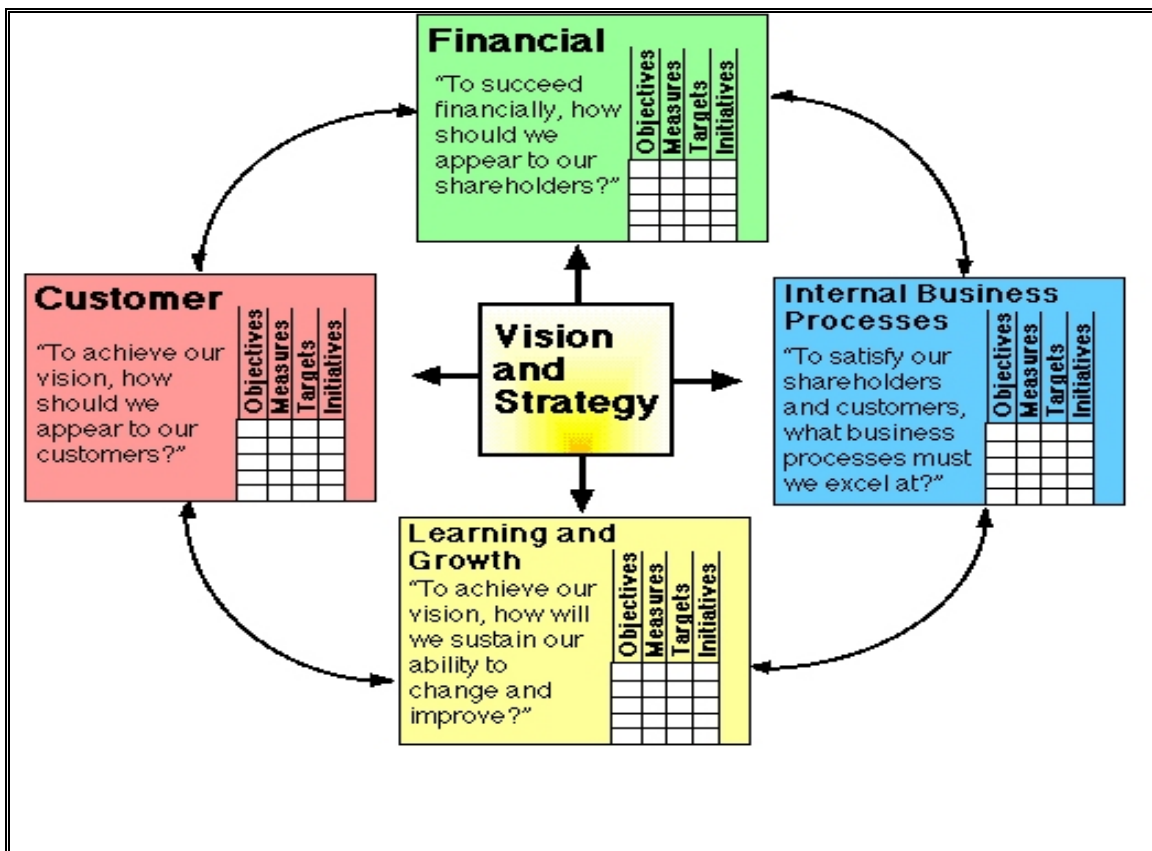 Financial
“To succeed
financially, how
should we
appear to our
shareholders?”
Objectives
Measures
Targets
Initiatives
Customer
“To achieve our
vision, how
should we
appear to our
customers?”
Objectives
Measures
Targets
Initiatives
Vision
and
Strategy
Internal Business
Processes
“To satisfy our
shareholders
and customers,
what business
processes must
we excel at?”
Objectives
Measures
Targets
Initiatives
Learning and
Growth
“To achieve our
vision, how will
we sustain our
ability to
change and
improve?”
Objectives
Measures
Targets
Initiatives